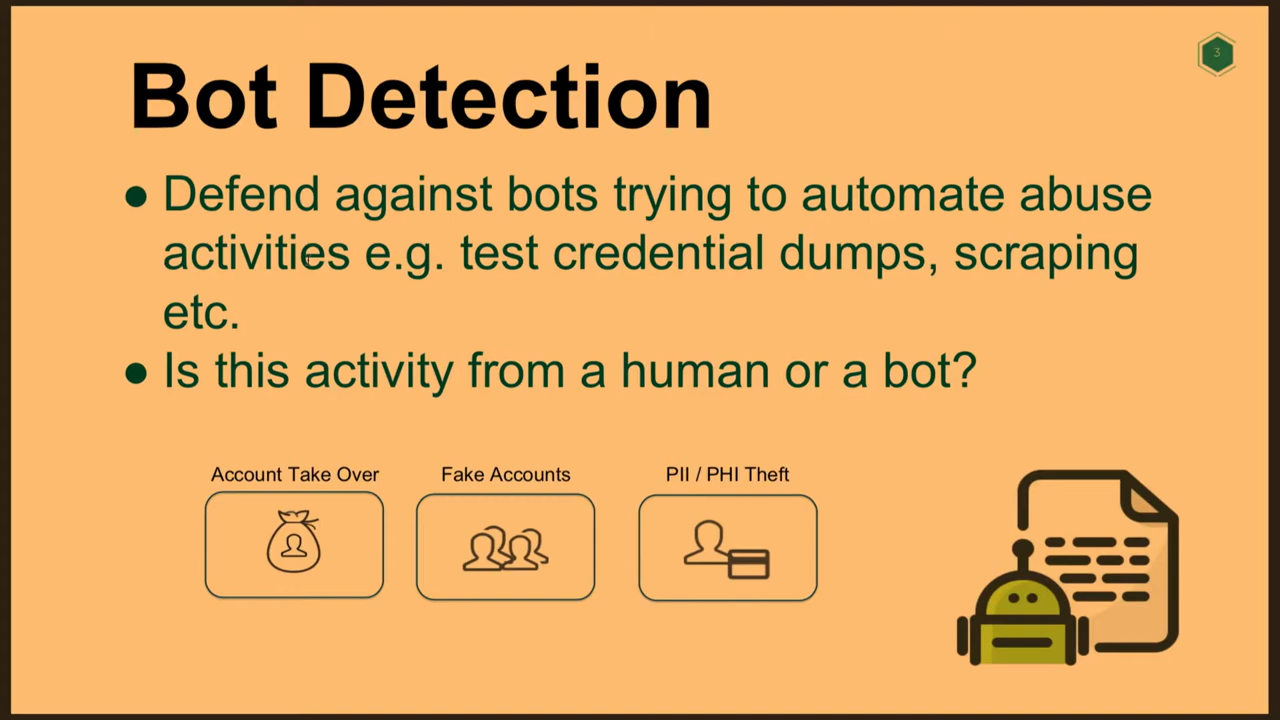 3
Bot Detection
● Defend against bots trying to automate abuse
activities e.g. test credential dumps, scraping
etc.
● Is this activity from a human or a bot?
Account Take Over
Fake Accounts
PII / PHI Theft